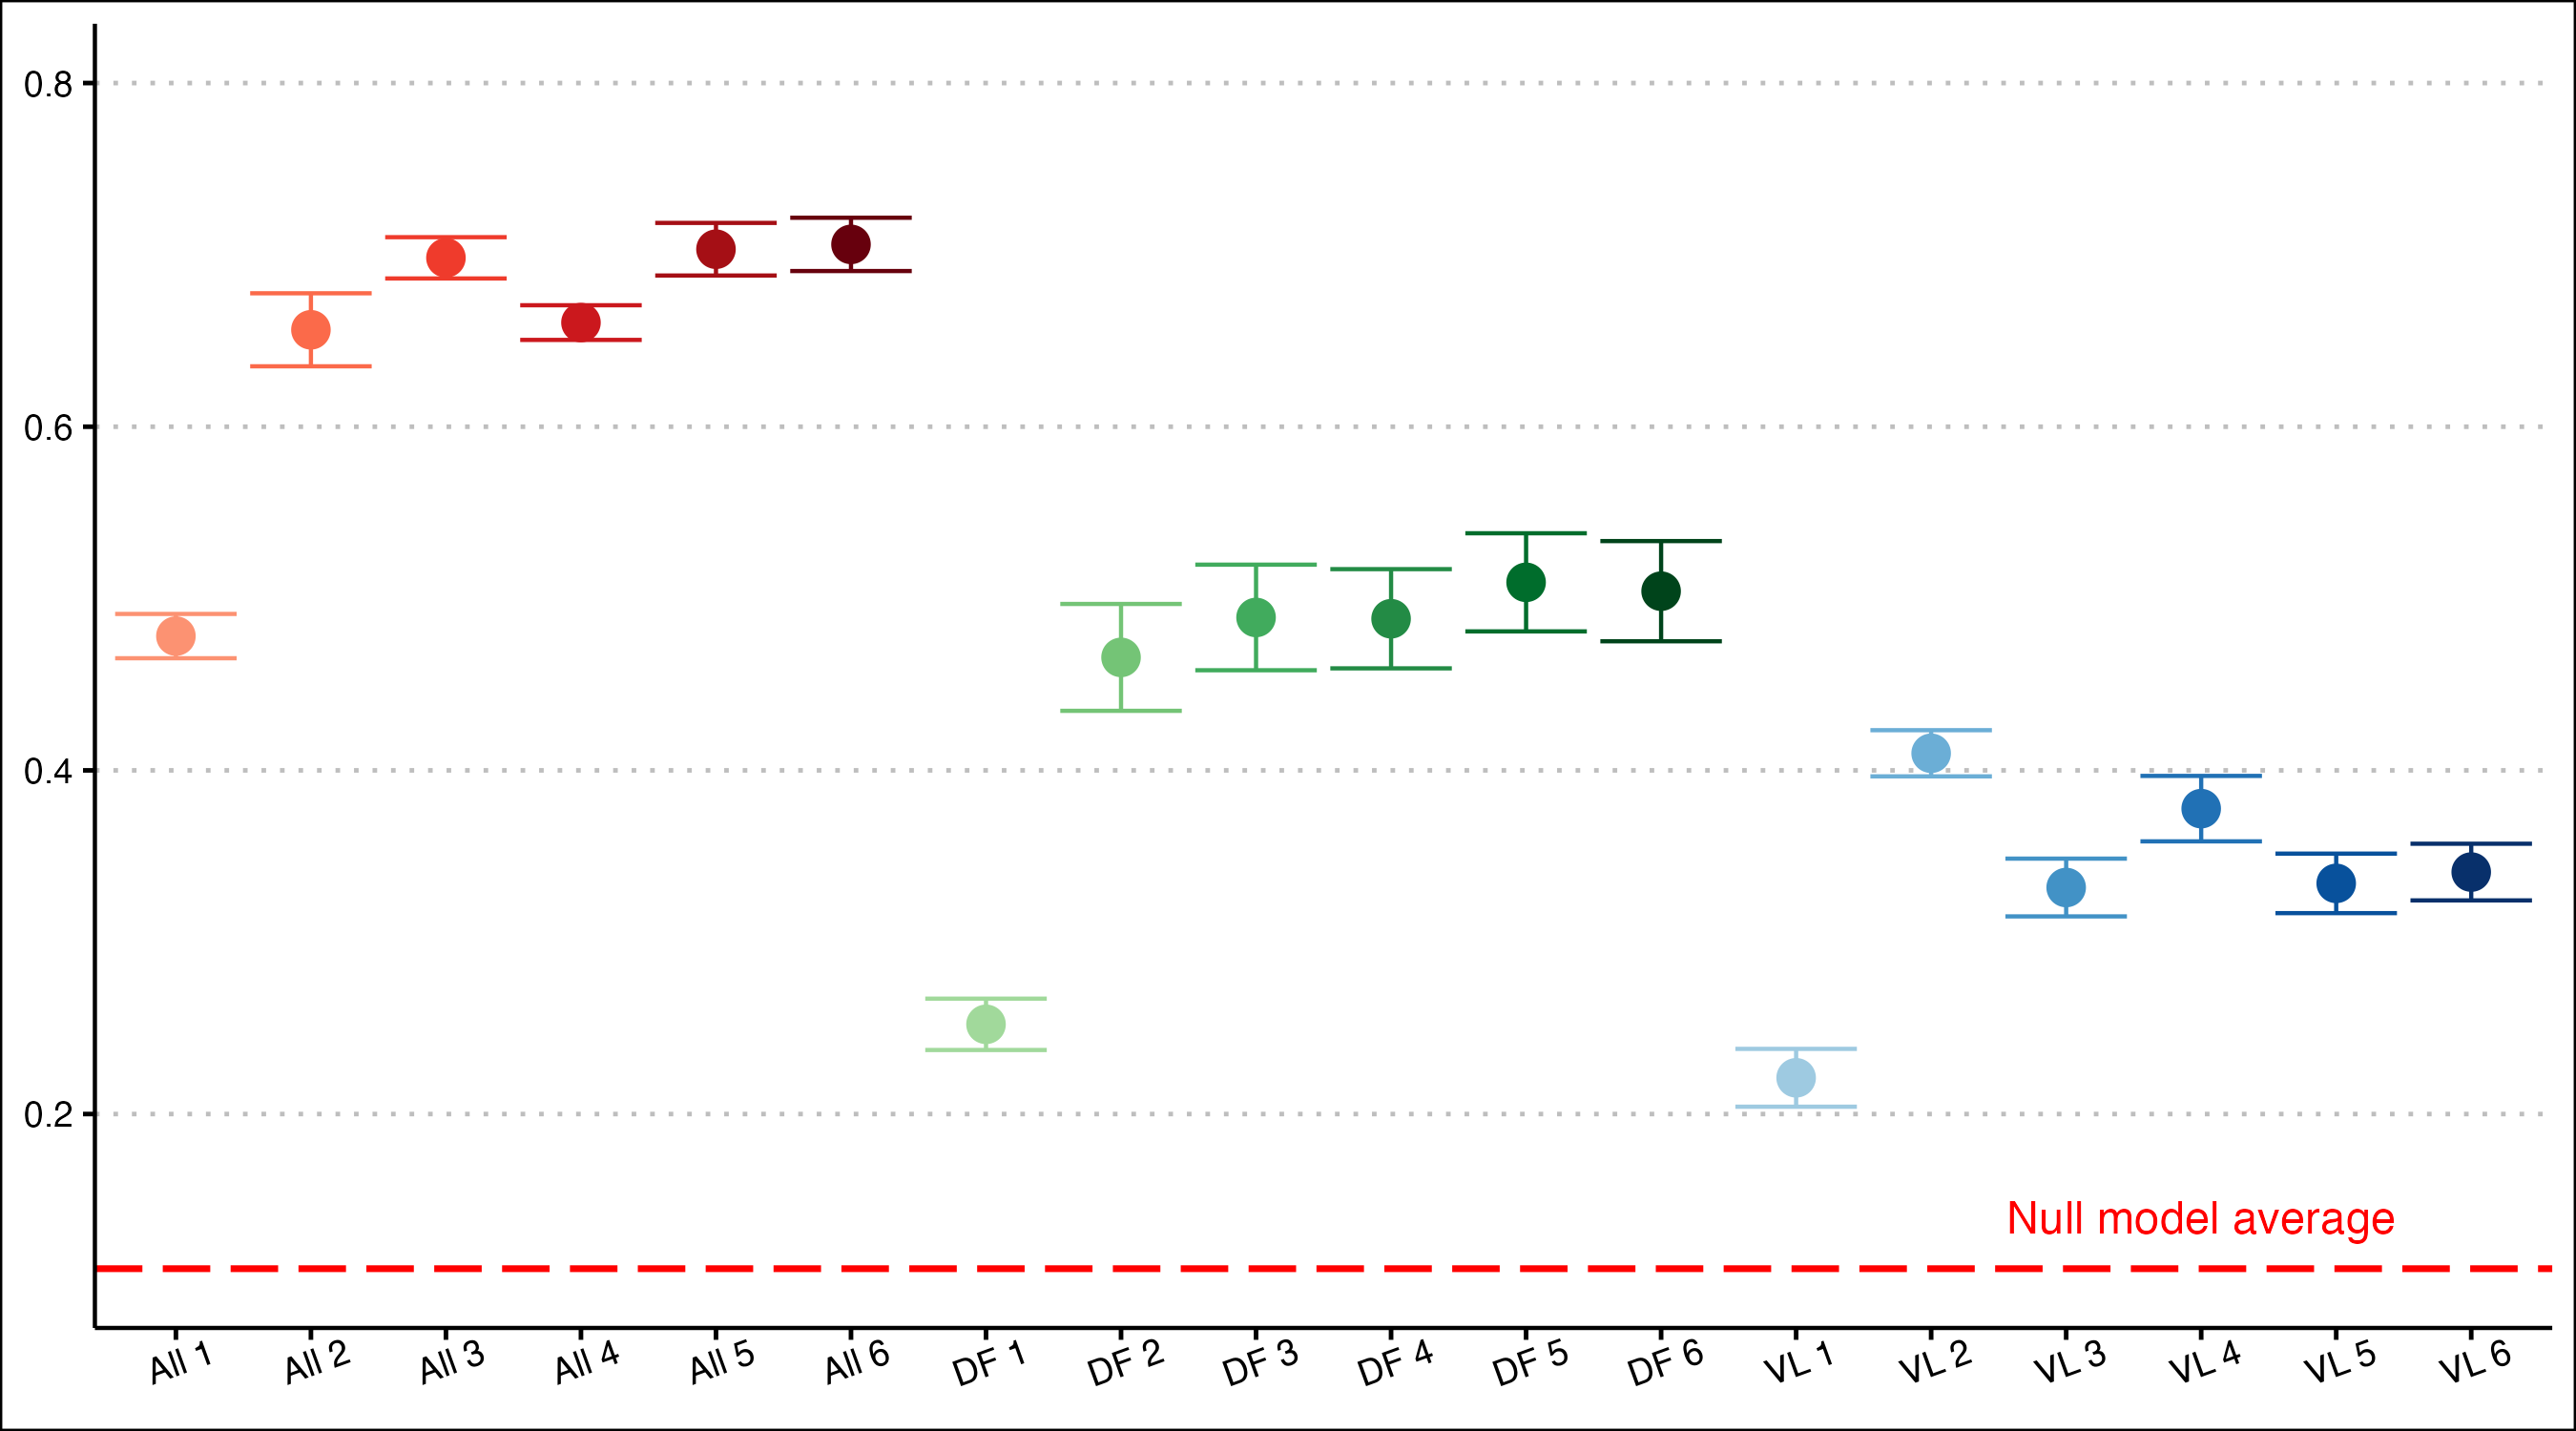 0.8
0.6
0.4
0.2
Null model average
All 1 All 2 All 3 All 4 All 5 All 6 DF 1 DF 2 DF 3 DF 4 DF 5 DF 6 VL 1 VL 2 VL 3 VL 4 VL 5 VL 6